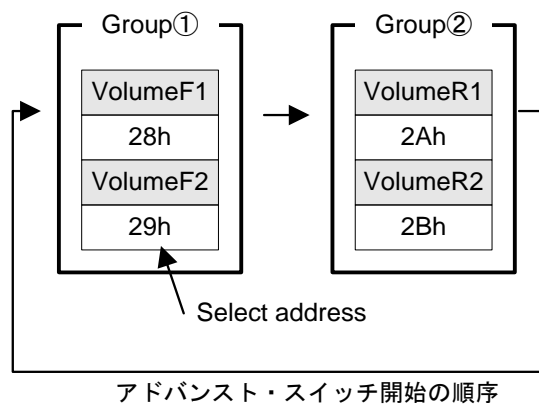 Group①
Group②
VolumeF1
28h
VolumeF2
29h
VolumeR1
2Ah
VolumeR2
2Bh
Select address
アドバンスト・スイッチ開始の順序